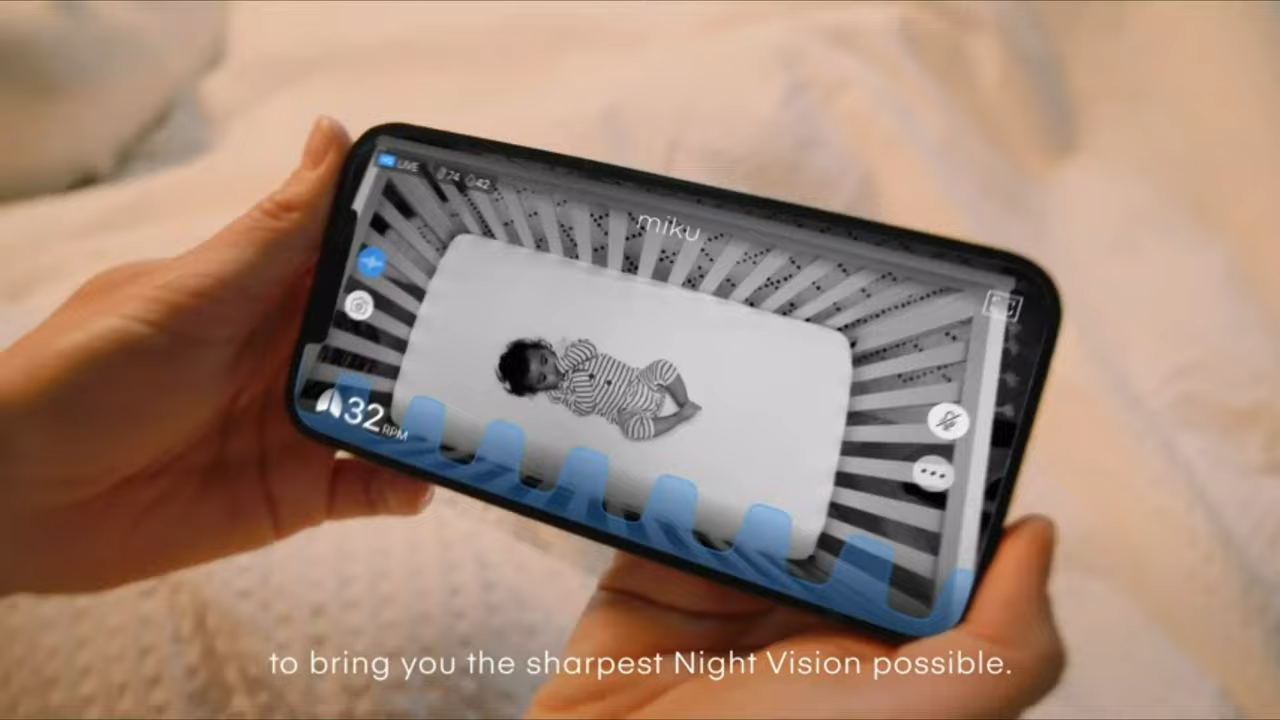 LIVE 74 42
miku
32 RPM
to bring you the sharpest Night Vision possible.